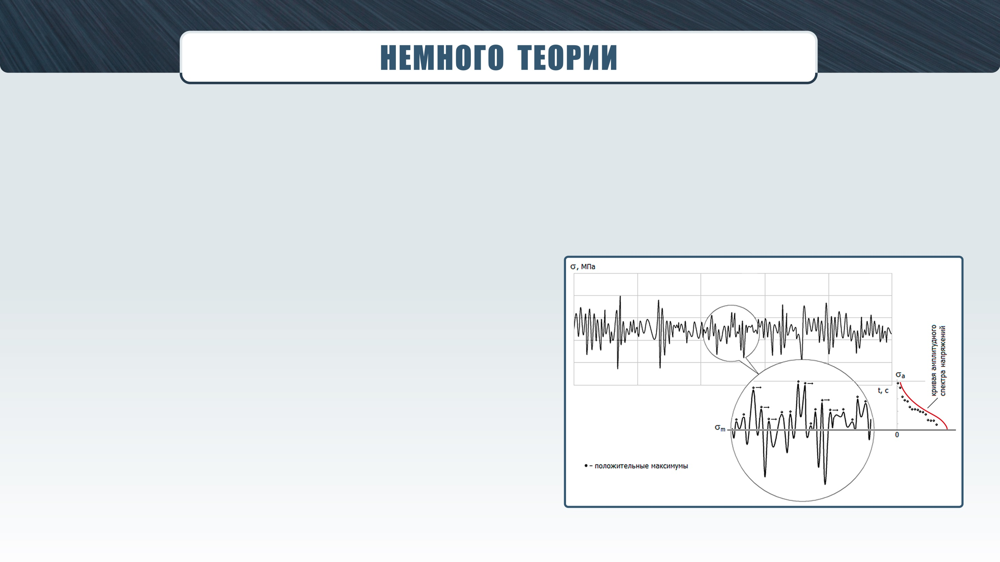 НЕМНОГО ТЕОРИИ
σ, МПа
кривая амплитудного
спектра напряжений
σa
t, с
σm
0
• – положительные максимумы